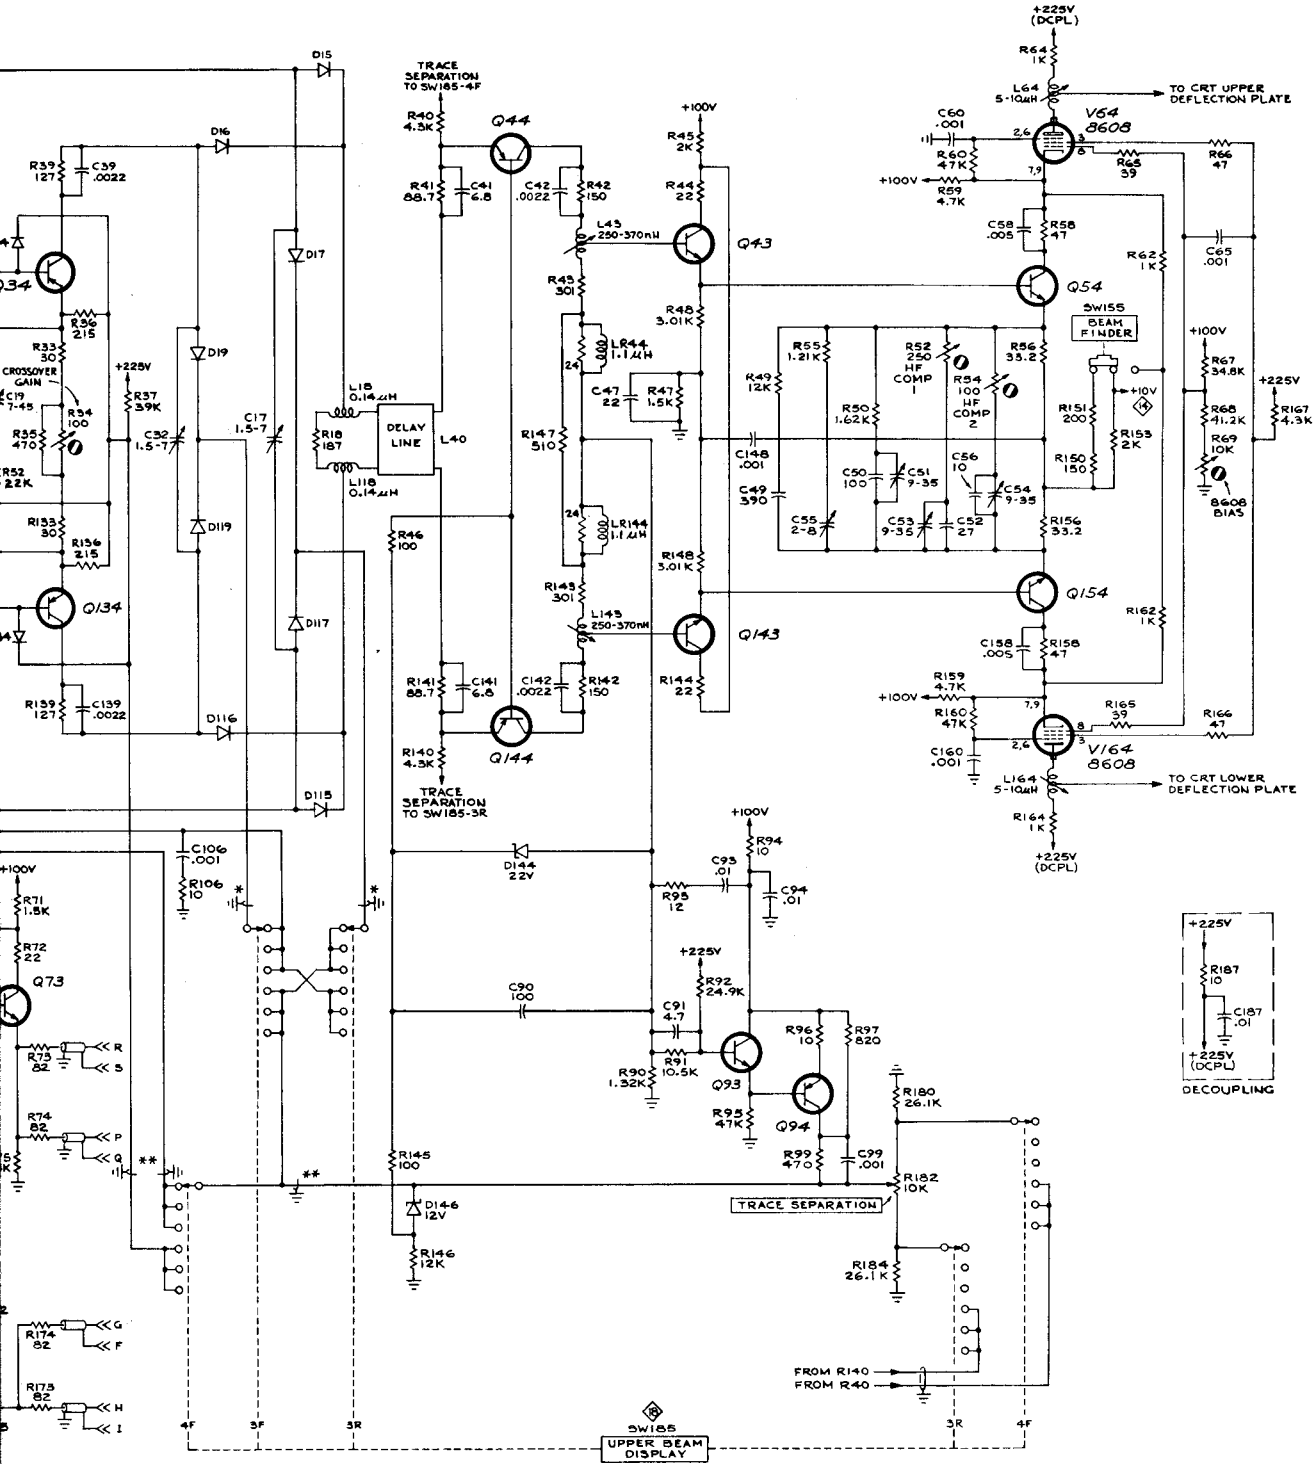 +225V
(DCPL)
R64
1K
L64
5-10µH
TO CRT UPPER
DEFLECTION PLATE
V64
8608
C60
.001
2,6
3
8
R60
47K
R65
39
R66
47
+100V
R59
4.7K
7,9
C58
.005
R58
47
R62
1K
C65
.001
Q54
SW155
BEAM
FINDER
+100V
R67
34.8K
+225V
R167
4.3K
R68
41.2K
R69
10K
8608
BIAS
+10V
14
R151
200
R153
2K
R150
150
R56
33.2
R156
33.2
R55
1.21K
R52
250
HF
COMP
1
R54
100
HF
COMP
2
R49
12K
R50
1.62K
C148
.001
C49
390
C50
100
C51
9-35
C56
10
C54
9-35
C55
2-8
C53
9-35
C52
27
Q154
R162
1K
C158
.005
R158
47
+100V
R159
4.7K
R160
47K
7,9
R165
39
R166
47
8
3
2,6
C160
.001
V164
8608
L164
5-10µH
TO CRT LOWER
DEFLECTION PLATE
R164
1K
+225V
(DCPL)
D15
TRACE
SEPARATION
TO SW185-4F
R40
4.3K
Q44
+100V
R45
2K
D16
R39
127
C39
.0022
R41
88.7
C41
6.8
C42
.0022
R42
150
R44
22
L43
250-370nH
Q43
D17
Q34
R43
301
R48
3.01K
R36
215
R33
30
D19
CROSSOVER
GAIN
LR44
1.1µH
24
C19
7-45
R34
100
+225V
R37
39K
R35
470
C32
1.5-7
C17
1.5-7
L18
0.14µH
DELAY
LINE
L40
R18
187
L118
0.14µH
C47
22
R47
1.5K
R147
510
22K
R133
30
D119
R136
215
R46
100
24
LR144
1.1µH
R148
3.01K
R143
301
L143
250-370nH
Q134
D117
Q143
R141
88.7
C141
6.8
C142
.0022
R142
150
R144
22
R139
127
C139
.0022
D116
R140
4.3K
Q144
TRACE
SEPARATION
TO SW185-3R
D115
C106
.001
R106
10
*
*
D144
22V
+100V
R94
10
C93
.01
R95
12
C94
.01
+100V
R71
1.5K
R72
22
Q73
+225V
R92
24.9K
C90
100
C91
4.7
R91
10.5K
R90
1.32K
Q93
R96
10
R97
820
R95
47K
Q94
R99
470
C99
.001
R180
26.1K
R182
10K
TRACE SEPARATION
R184
26.1K
R73
82
R
S
R74
82
P
Q
**
**
R145
100
D146
12V
R146
12K
+225V
R187
10
C187
.01
+225V
(DCPL)
DECOUPLING
R174
82
G
F
R173
82
H
I
FROM R140
FROM R40
4F
3F
3R
18
SW185
UPPER BEAM
DISPLAY
3R
4F